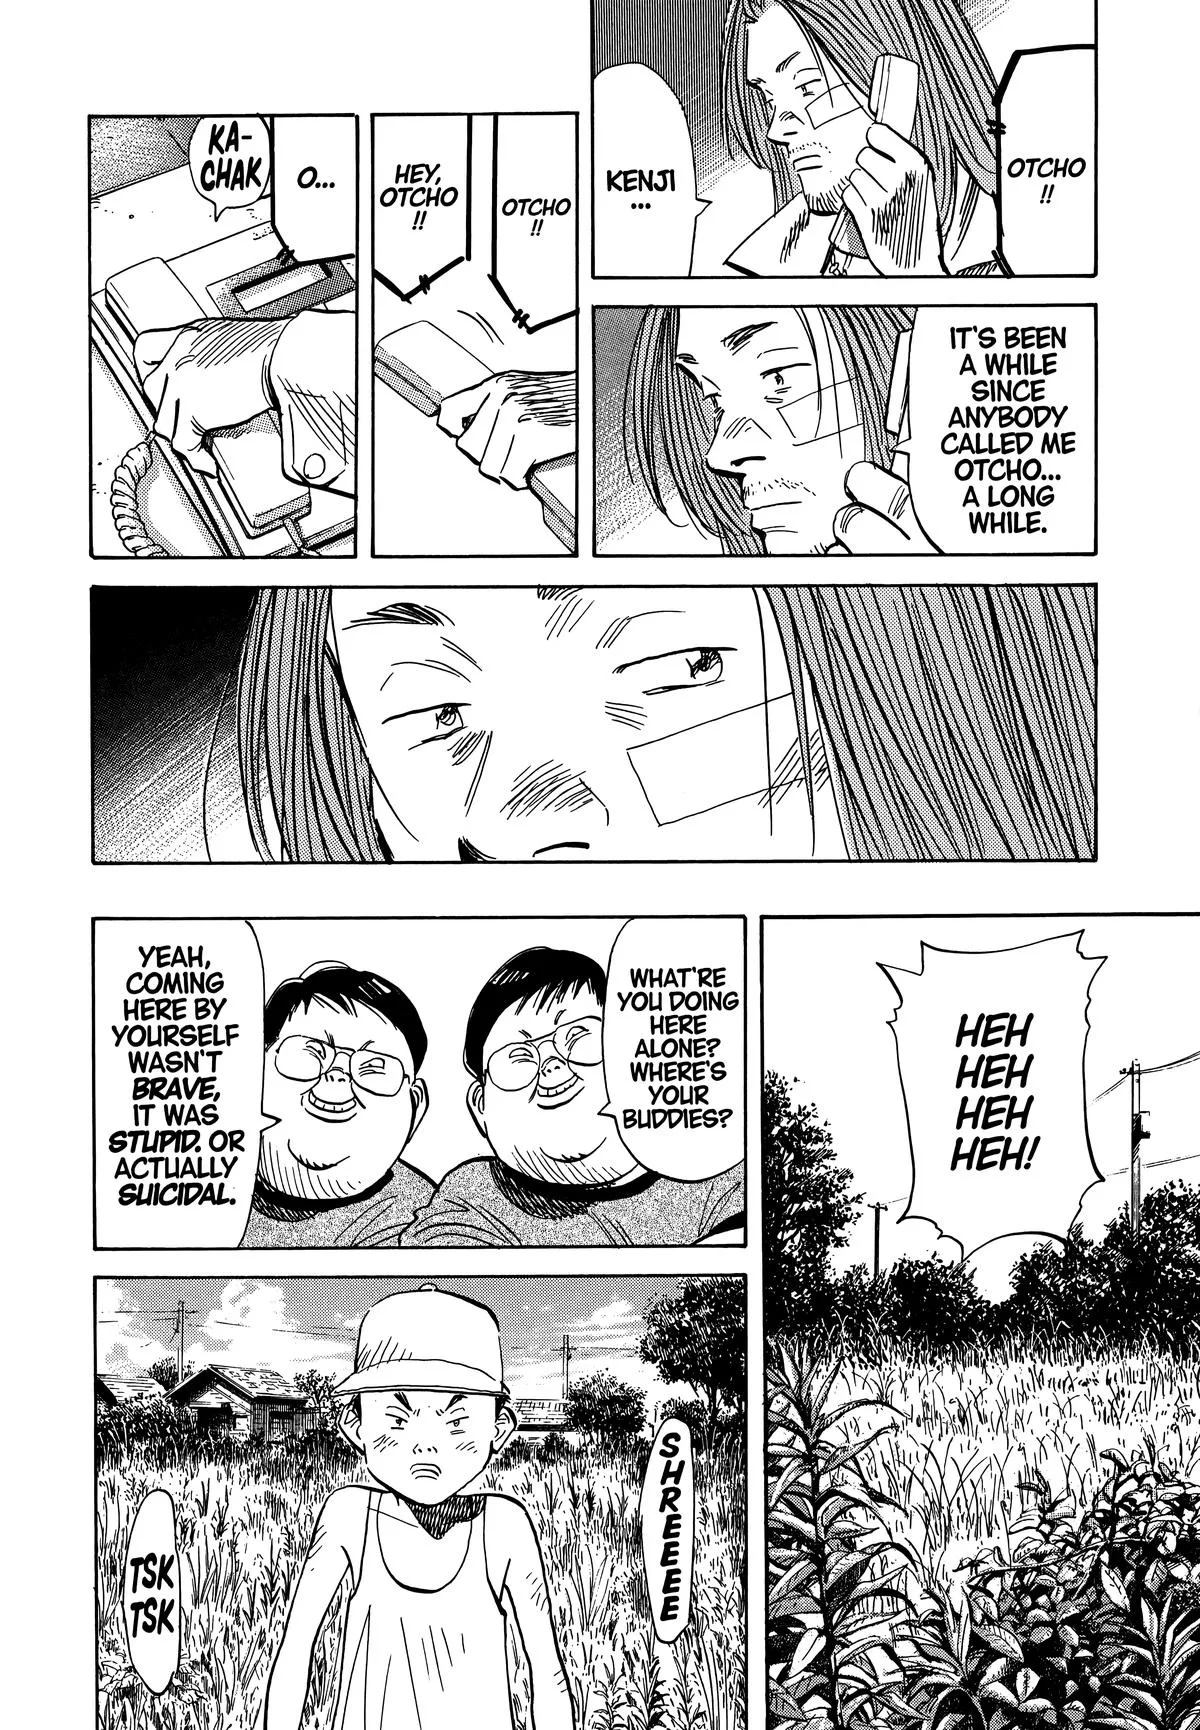 OTCHO
!!
KENJI
...
IT'S BEEN
A WHILE
SINCE
ANYBODY
CALLED ME
OTCHO...
A LONG
WHILE.
OTCHO
!!
HEY,
OTCHO
!!
O...
KA-
CHAK
HEH
HEH
HEH
HEH!
WHAT'RE
YOU DOING
HERE
ALONE?
WHERE'S
YOUR
BUDDIES?
YEAH,
COMING
HERE BY
YOURSELF
WASN'T
BRAVE,
IT WAS
STUPID. OR
ACTUALLY
SUICIDAL.
SHREEEE
TSK
TSK